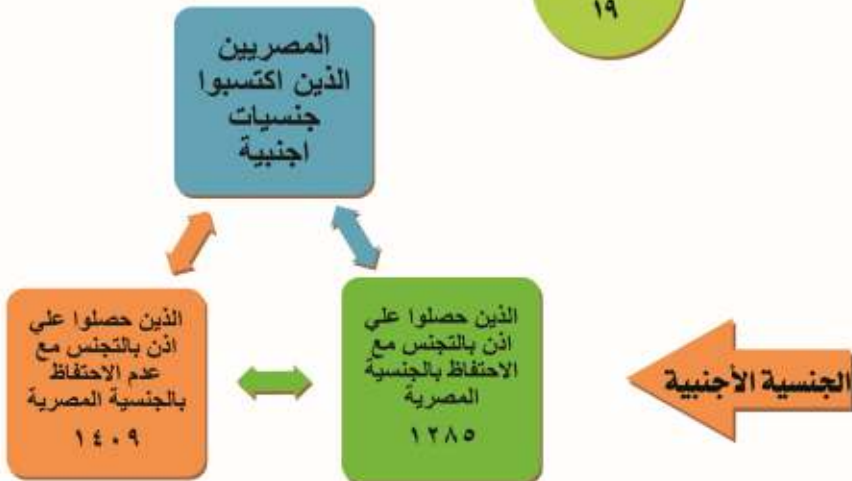 ١٩
المصريين
الذين اكتسبوا
جنسيات
اجنبية
الذين حصلوا علي
اذن بالتجنس مع
الاحتفاظ بالجنسية
المصرية
١٢٨٥
الذين حصلوا علي
اذن بالتجنس مع
عدم الاحتفاظ
بالجنسية المصرية
١٤٠٩
الجنسية الأجنبية